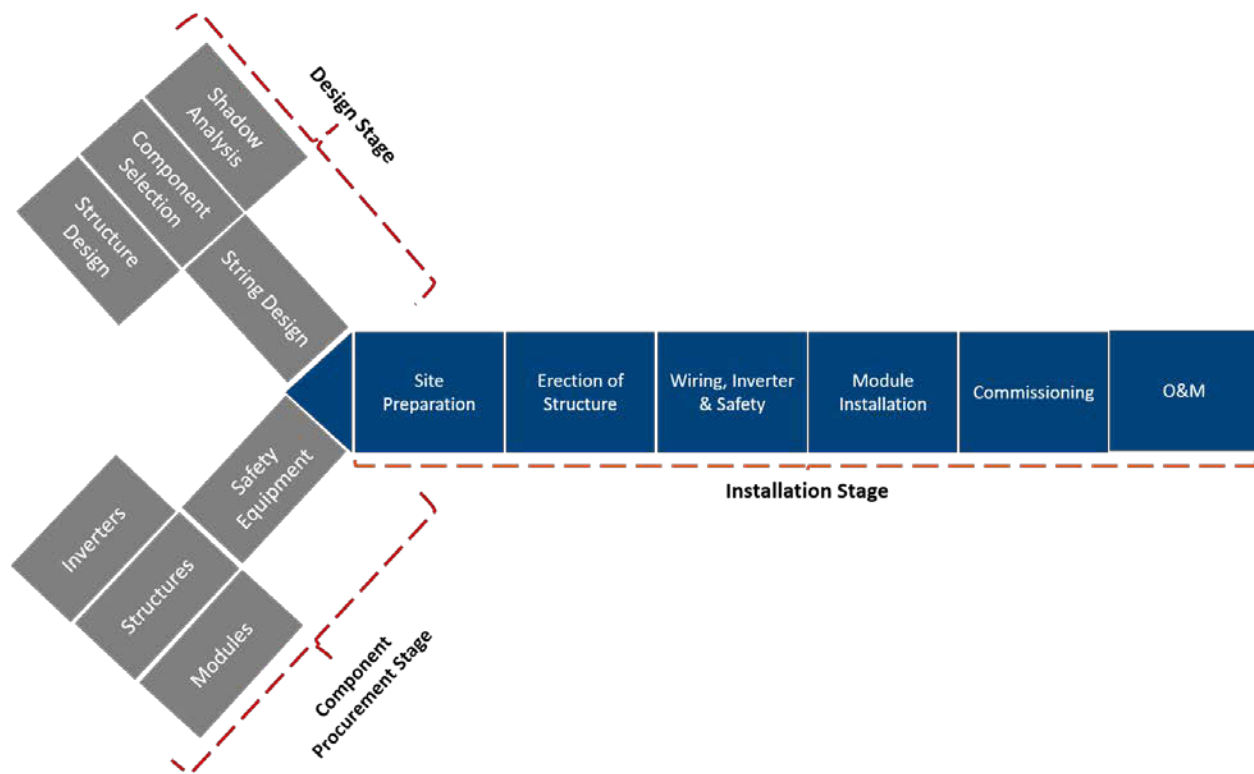 Design Stage
Shadow
Analysis
Component
Selection
Structure
Design
String Design
Site
Preparation
Erection of
Structure
Wiring, Inverter
& Safety
Module
Installation
Commissioning
O&M
Installation Stage
Safety
Equipment
Inverters
Structures
Modules
Component
Procurement Stage